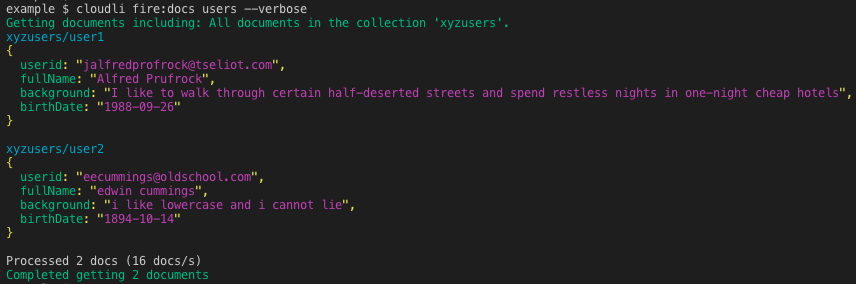 example $ cloudli fire:docs users --verbose
Getting documents including: All documents in the collection 'xyzusers'.
xyzusers/user1
{
  userid: "jalfredprofrock@tseliot.com",
  fullName: "Alfred Prufrock",
  background: "I like to walk through certain half-deserted streets and spend restless nights in one-night cheap hotels",
  birthDate: "1988-09-26"
}

xyzusers/user2
{
  userid: "eecummings@oldschool.com",
  fullName: "edwin cummings",
  background: "i like lowercase and i cannot lie",
  birthDate: "1894-10-14"
}

Processed 2 docs (16 docs/s)
Completed getting 2 documents